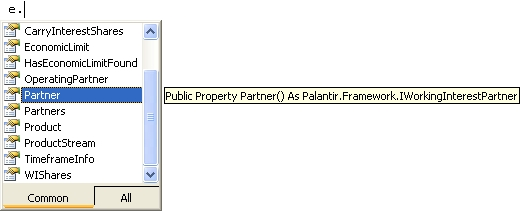 e.
CarryInterestShares
EconomicLimit
HasEconomicLimitFound
OperatingPartner
Partner
Public Property Partner() As Palantir.Framework.IWorkingInterestPartner
Partners
Product
ProductStream
TimeframeInfo
WIShares
Common All